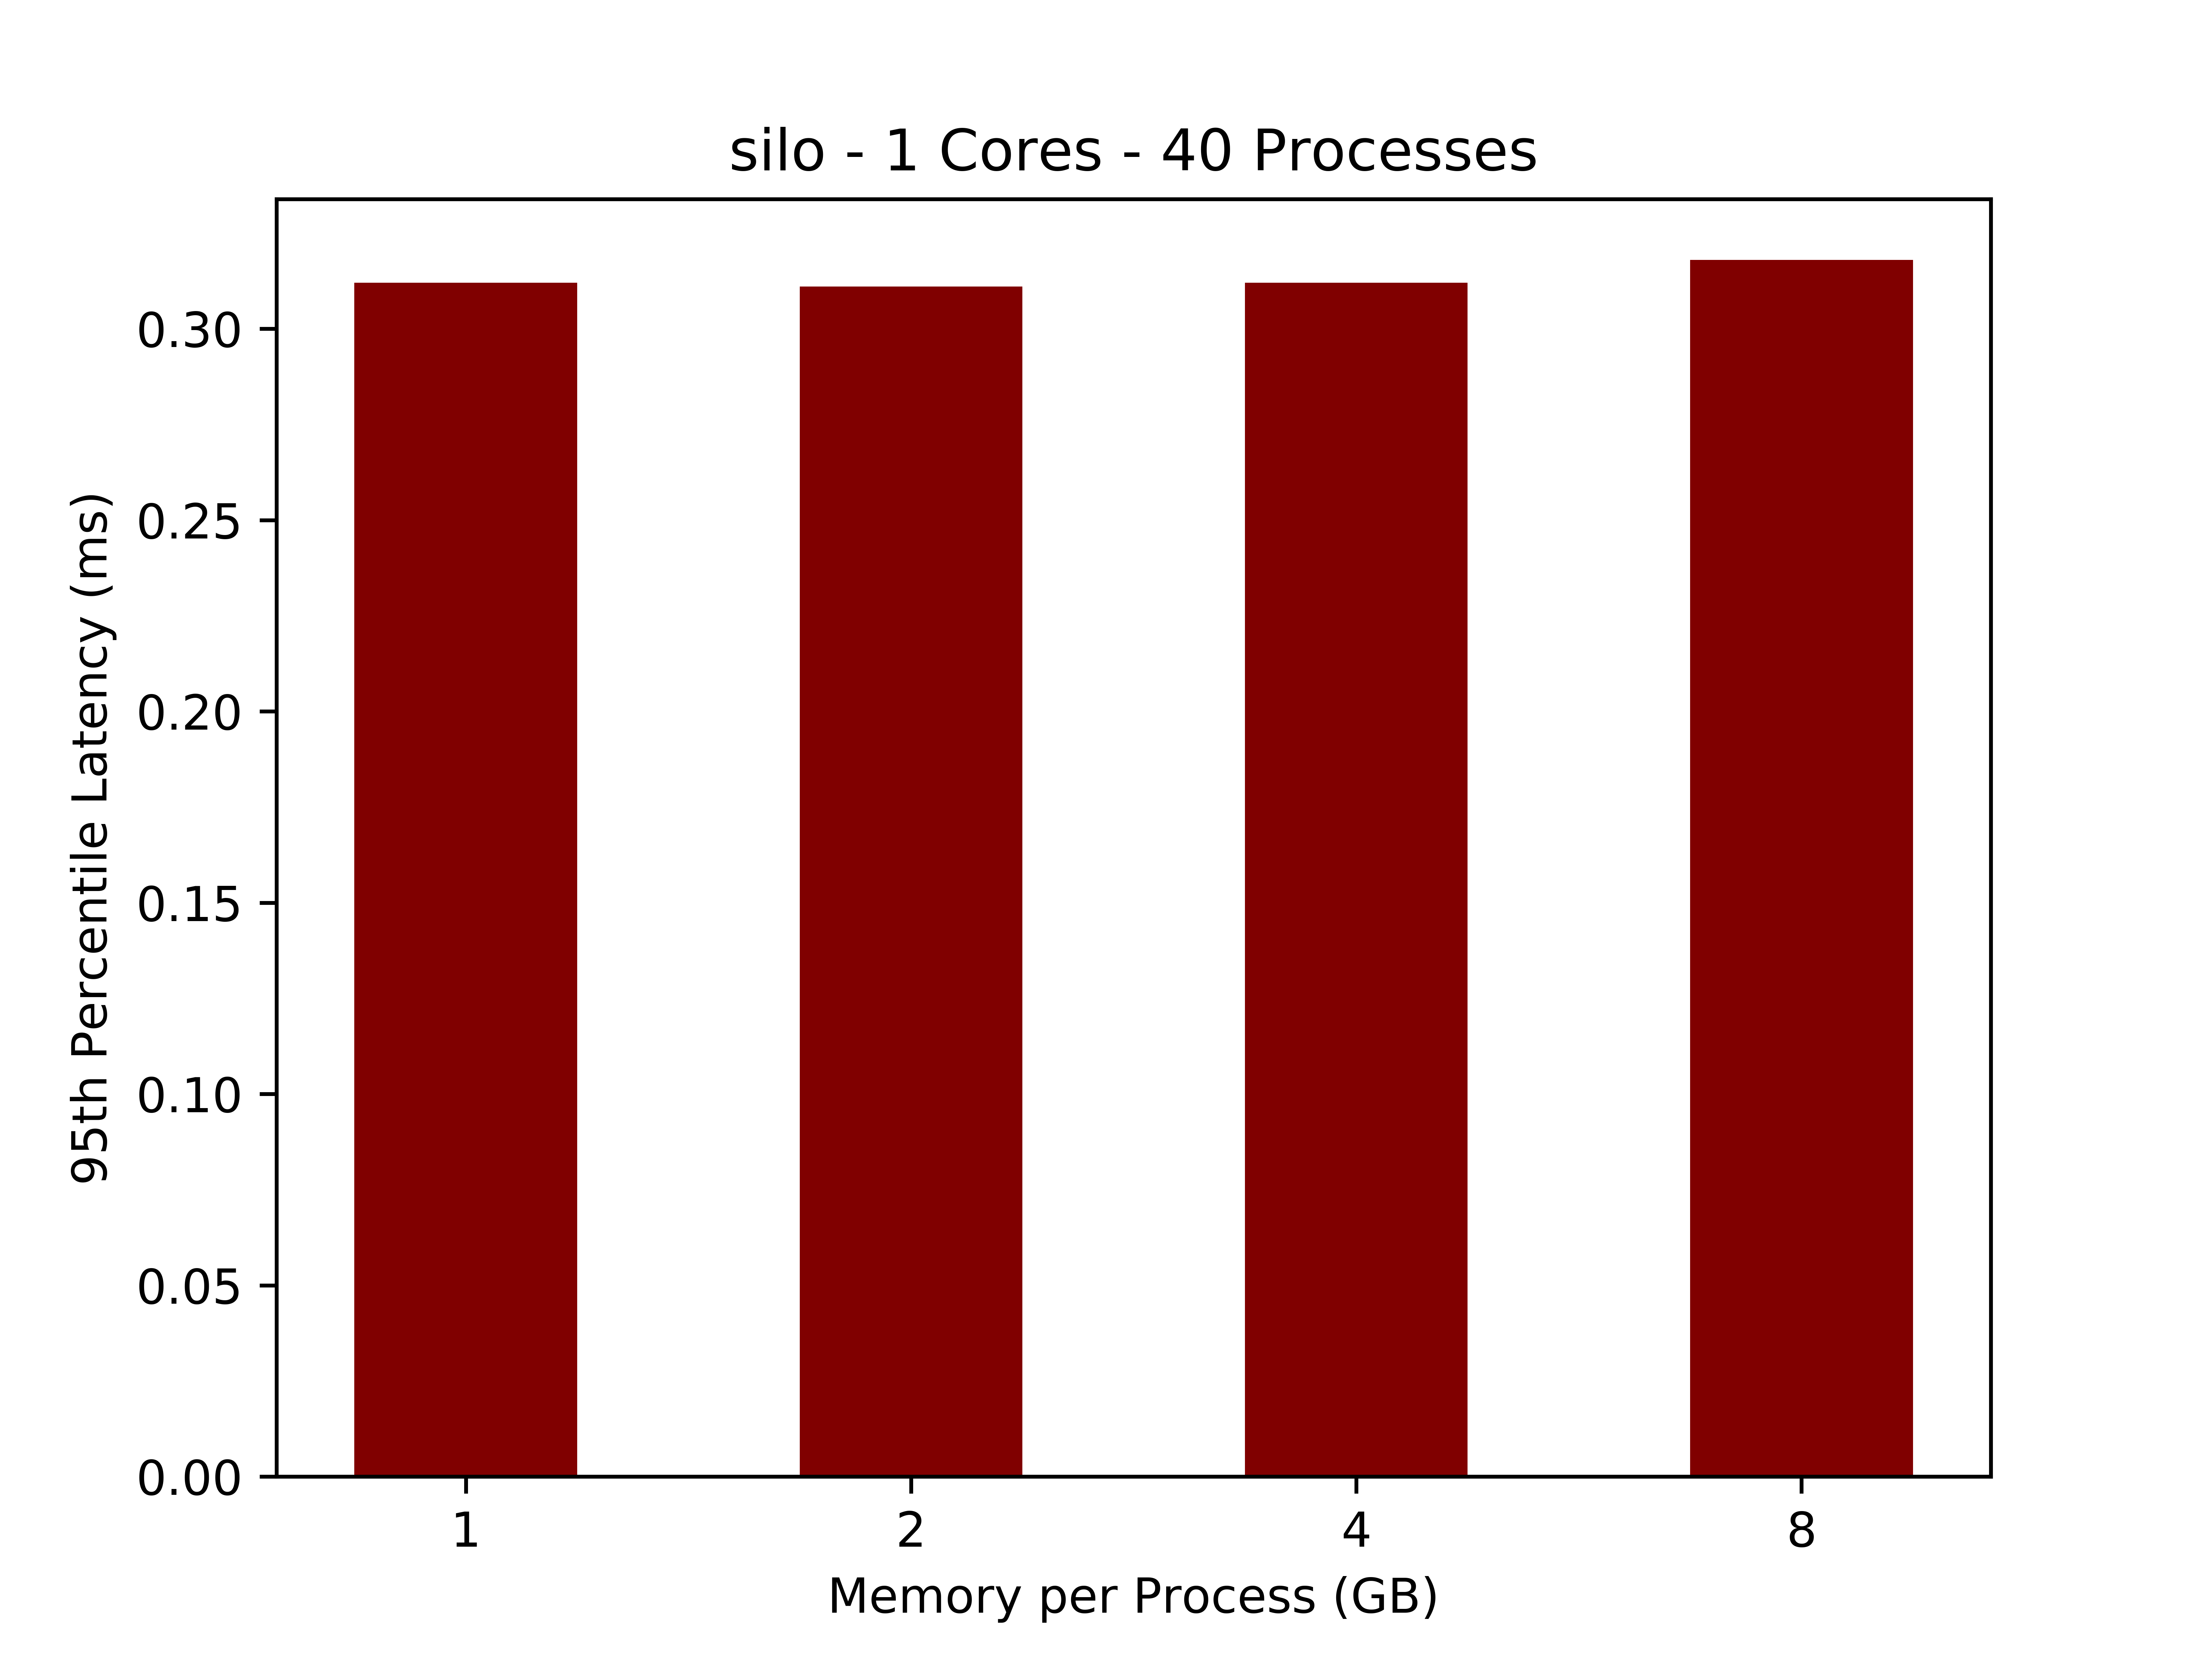 silo - 1 Cores - 40 Processes
95th Percentile Latency (ms)
0.30
0.25
0.20
0.15
0.10
0.05
0.00
1 2 4 8
Memory per Process (GB)